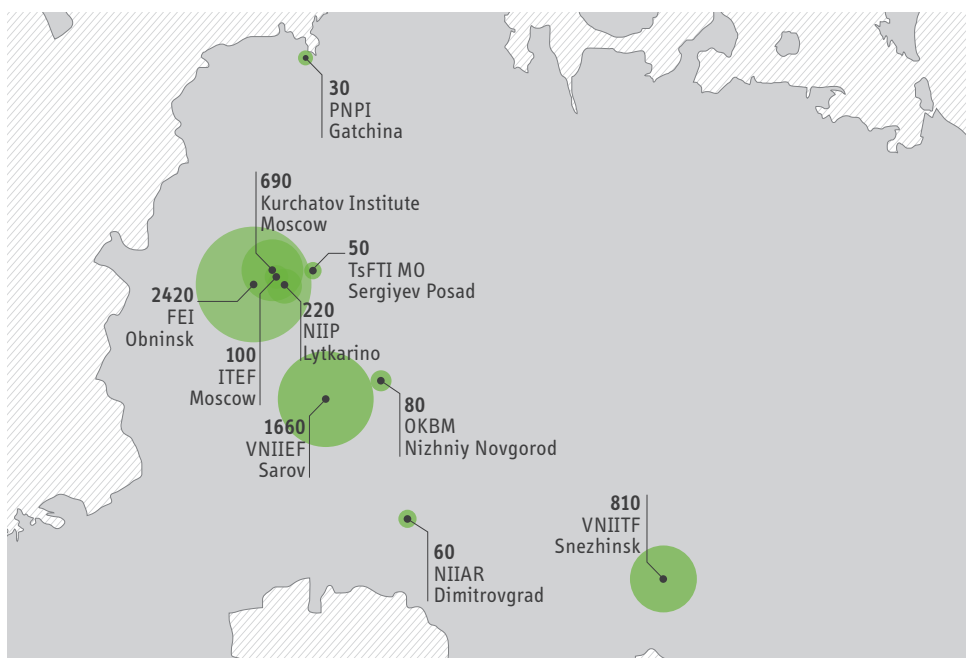 30
PNPI
Gatchina
690
Kurchatov Institute
Moscow
50
TsFTI MO
Sergiyev Posad
2420
FEI
Obninsk
220
NIIP
Lytkarino
100
ITEF
Moscow
80
OKBM
Nizhniy Novgorod
1660
VNIIEF
Sarov
810
VNIITF
Snezhinsk
60
NIIAR
Dimitrovgrad